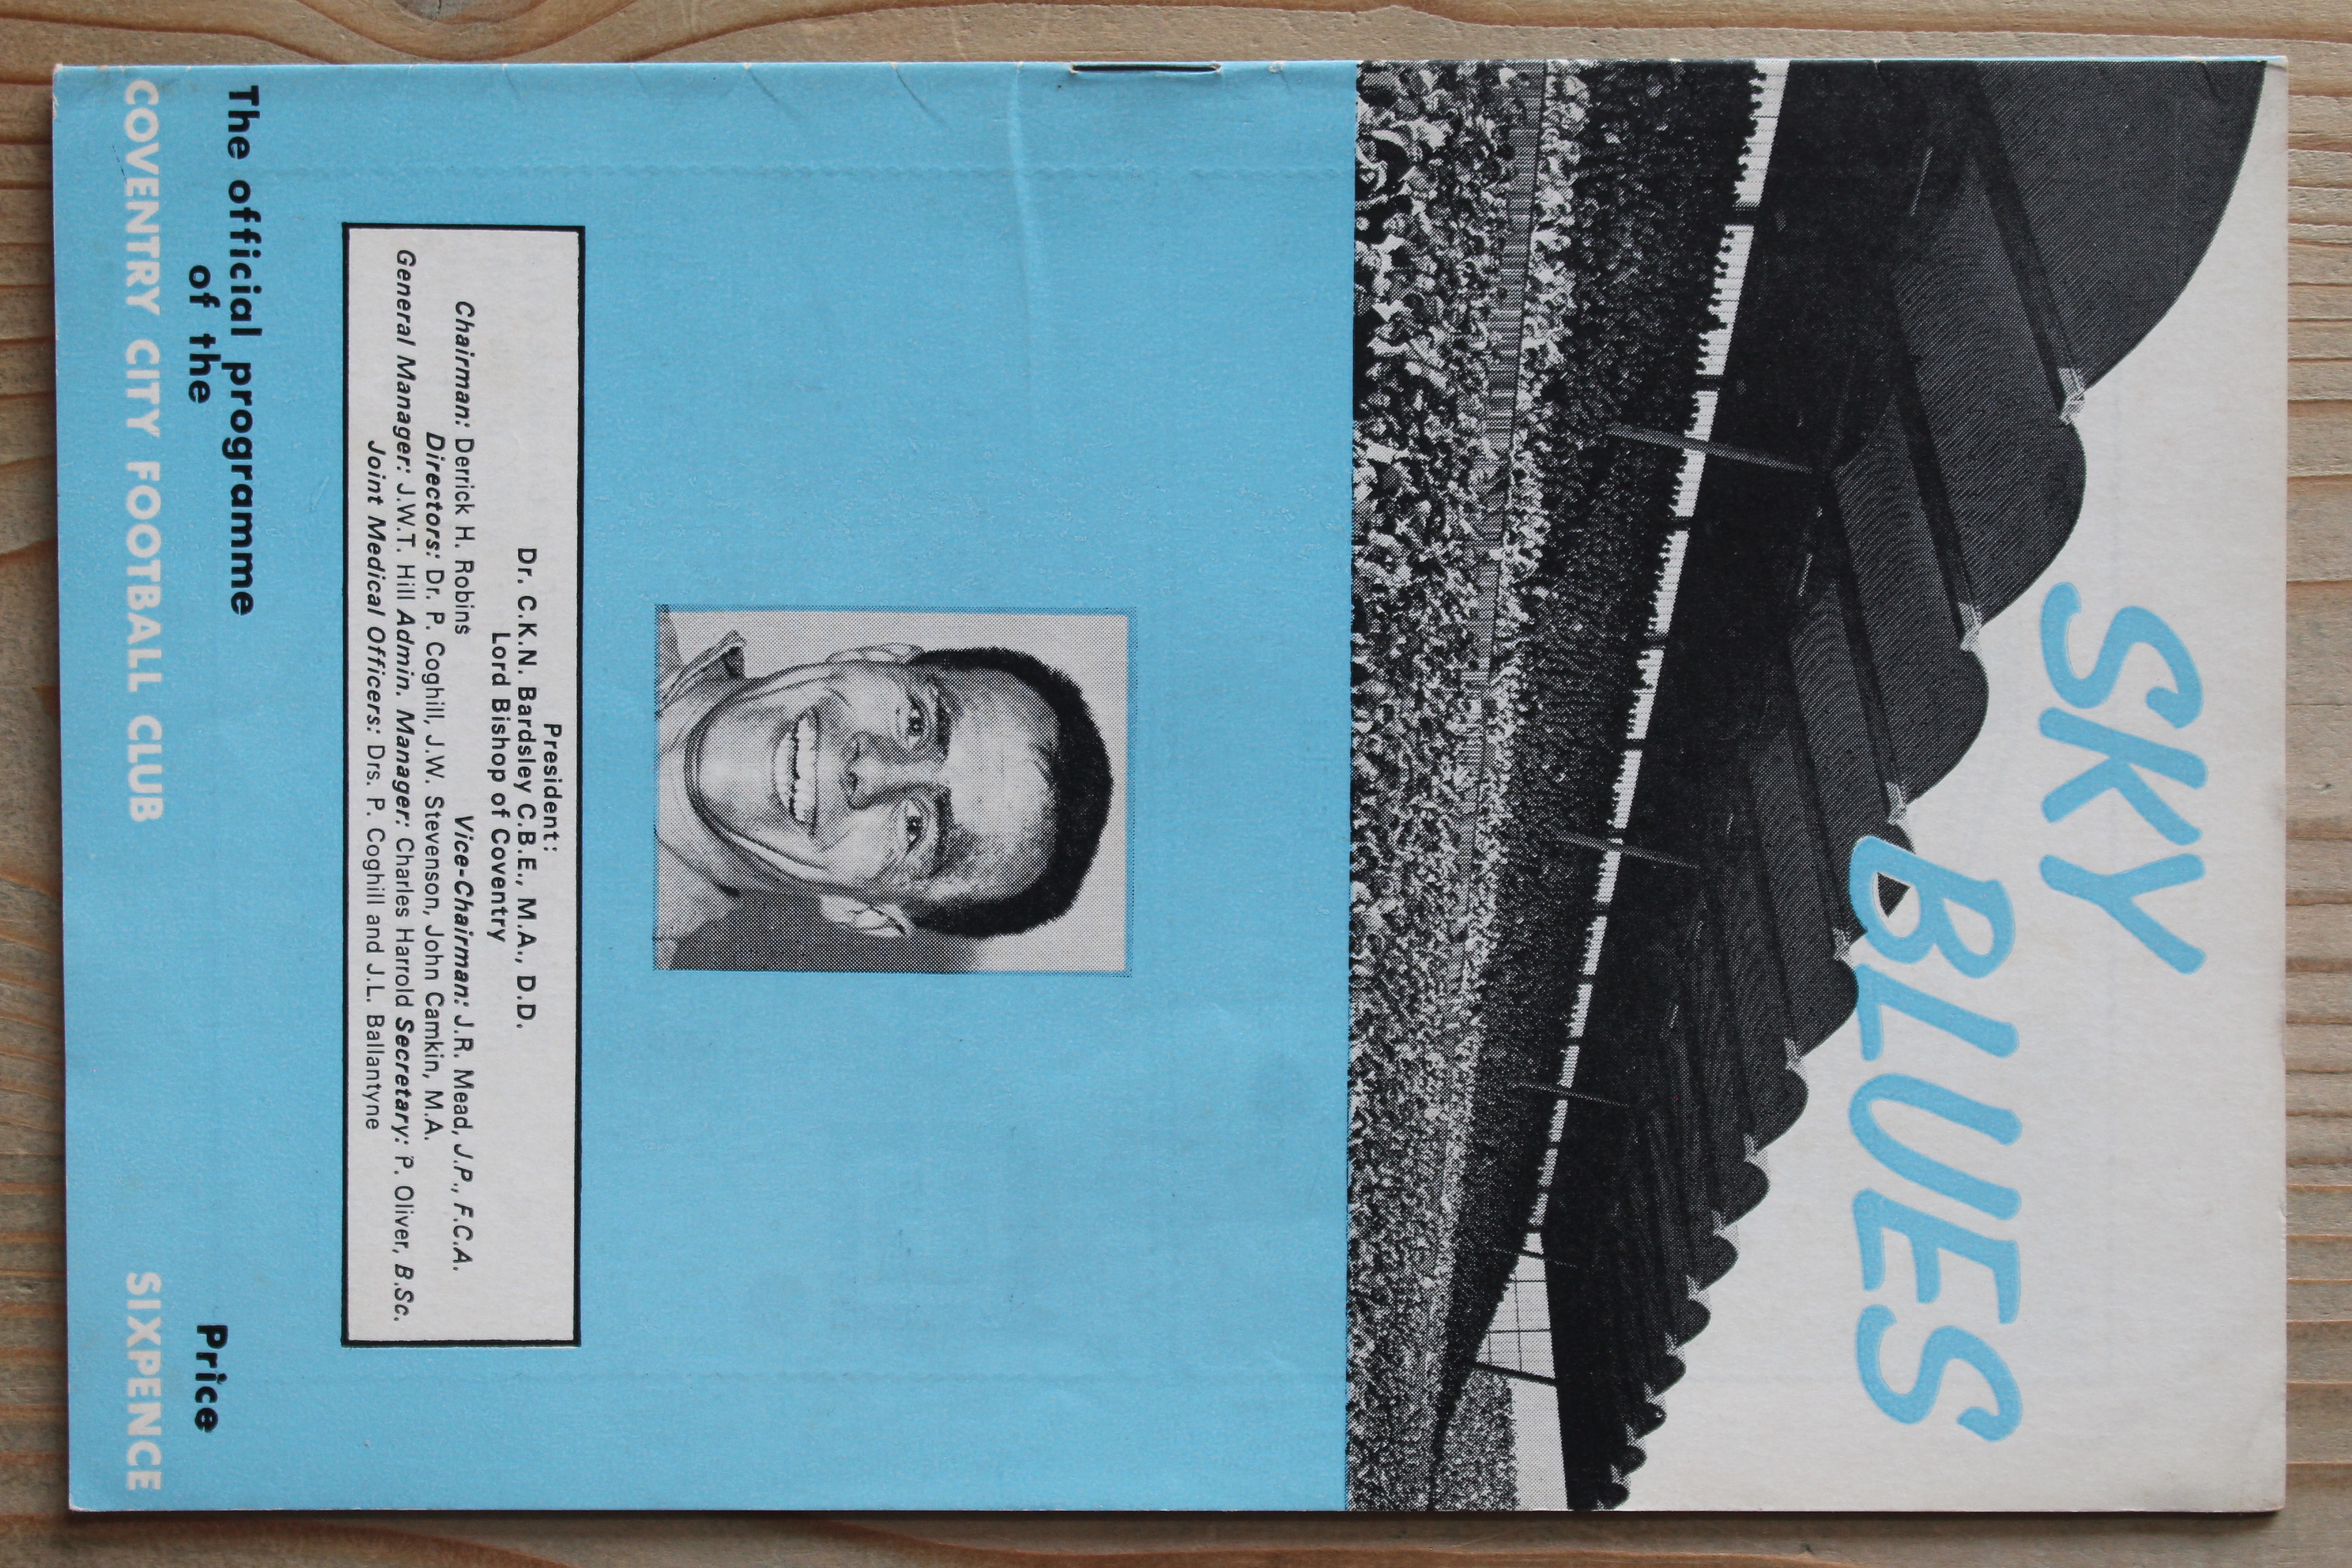 SKY
BLUES
President:
Dr. C.K.N. Bardsley C.B.E., M.A., D.D.
Lord Bishop of Coventry
Chairman: Derrick H. Robins Vice-Chairman: J.R. Mead, J.P., F.C.A.
Directors: Dr. P. Coghill, J.W. Stevenson, John Camkin, M.A.
General Manager: J.W.T. Hill Admin. Manager: Charles Harrold Secretary: P. Oliver, B.Sc.
Joint Medical Officers: Drs. P. Coghill and J.L. Ballantyne
The official programme
of the Price
COVENTRY CITY FOOTBALL CLUB SIXPENCE